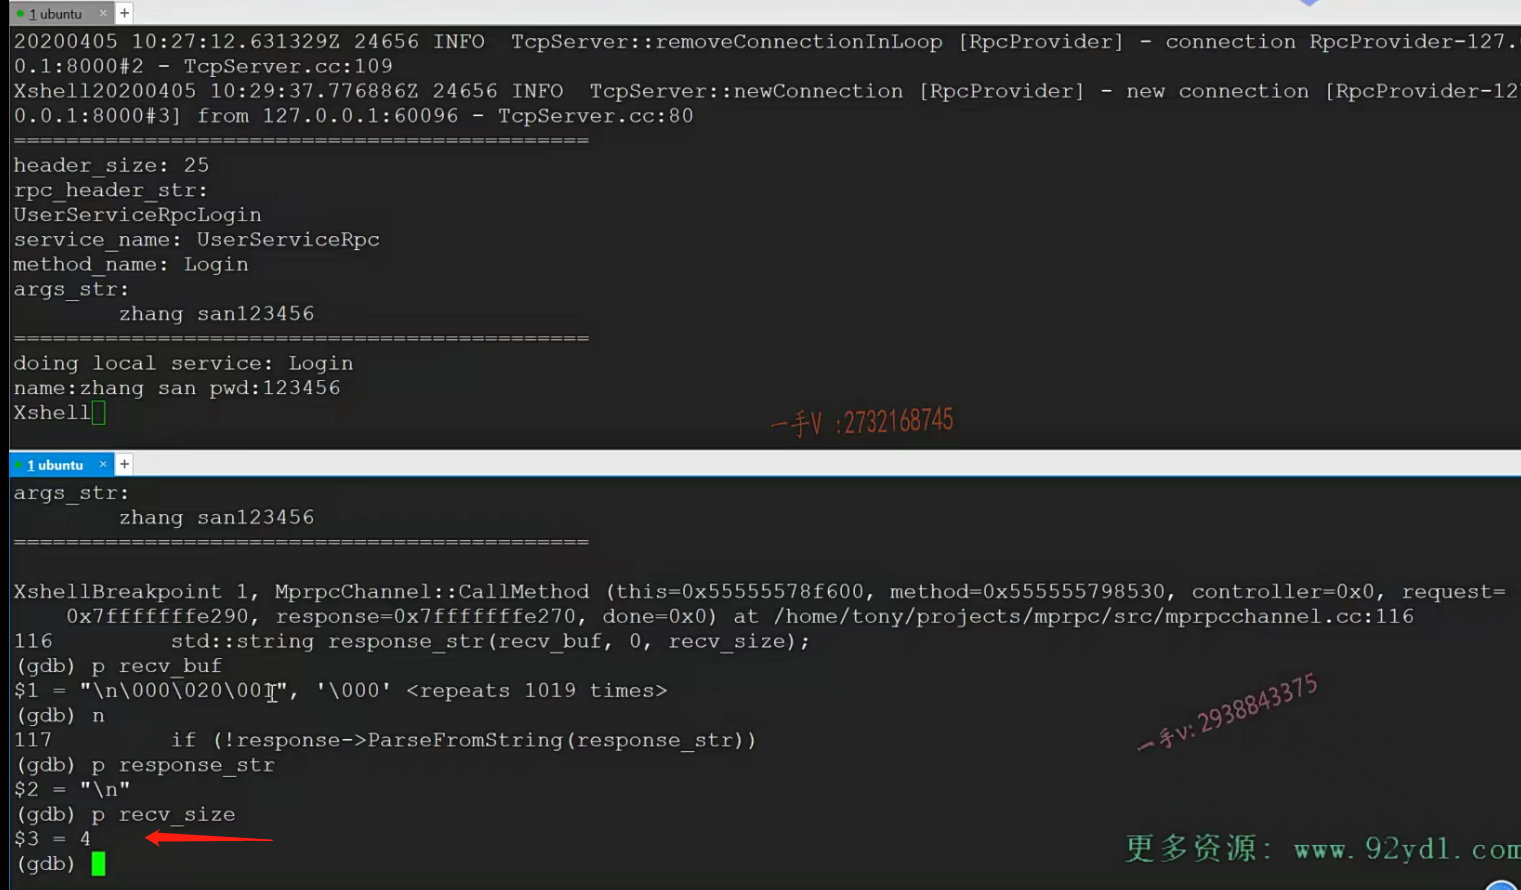 1 ubuntu × +
20200405 10:27:12.631329Z 24656 INFO  TcpServer::removeConnectionInLoop [RpcProvider] - connection RpcProvider-127.
0.1:8000#2 - TcpServer.cc:109
Xshell20200405 10:29:37.776886Z 24656 INFO  TcpServer::newConnection [RpcProvider] - new connection [RpcProvider-12
0.0.1:8000#3] from 127.0.0.1:60096 - TcpServer.cc:80
=============================================
header_size: 25
rpc_header_str:
UserServiceRpcLogin
service_name: UserServiceRpc
method_name: Login
args_str:
zhang san123456
=============================================
doing local service: Login
name:zhang san pwd:123456
Xshell
一手V :2732168745
1 ubuntu × +
args_str:
zhang san123456
=============================================
XshellBreakpoint 1, MprpcChannel::CallMethod (this=0x55555578f600, method=0x555555798530, controller=0x0, request=
0x7fffffffe290, response=0x7fffffffe270, done=0x0) at /home/tony/projects/mprpc/src/mprpcchannel.cc:116
116         std::string response_str(recv_buf, 0, recv_size);
(gdb) p recv_buf
$1 = "\n\000\020\001", '\000' <repeats 1019 times>
(gdb) n
117         if (!response->ParseFromString(response_str))
(gdb) p response_str
$2 = "\n"
(gdb) p recv_size
$3 = 4
(gdb)
一手v: 2938843375
更多资源: www.92ydl.com